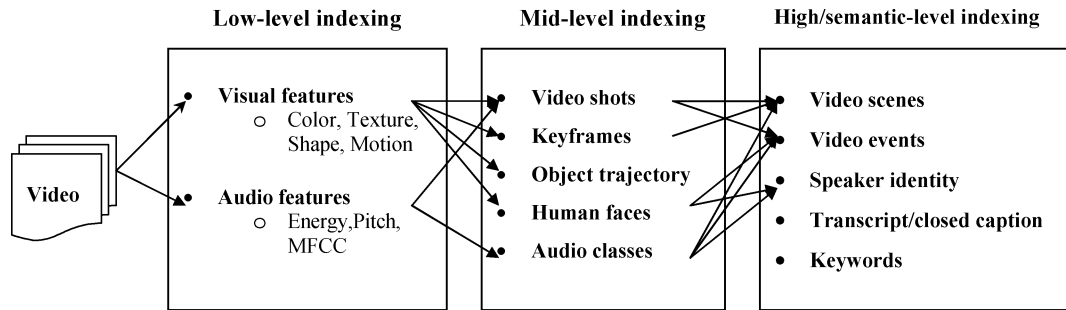 Low-level indexing
Mid-level indexing
High/semantic-level indexing
Video
• Visual features
o Color, Texture,
Shape, Motion
• Audio features
o Energy,Pitch,
MFCC
• Video shots
• Keyframes
• Object trajectory
• Human faces
• Audio classes
• Video scenes
• Video events
• Speaker identity
• Transcript/closed caption
• Keywords